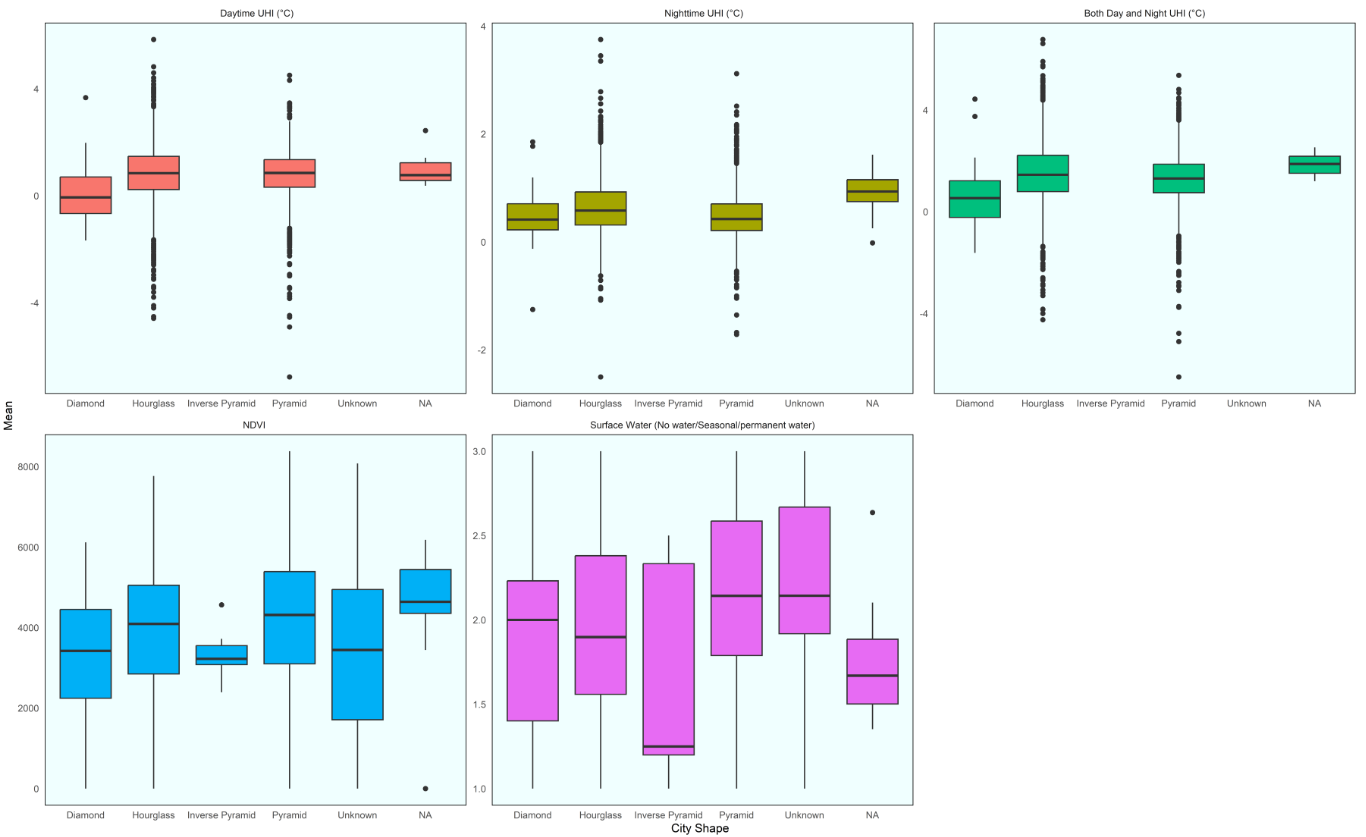 Daytime UHI (°C)
Nighttime UHI (°C)
Both Day and Night UHI (°C)
4
0
-4
4
2
0
-2
4
0
-4
Diamond Hourglass Inverse Pyramid Pyramid Unknown NA
Diamond Hourglass Inverse Pyramid Pyramid Unknown NA
Diamond Hourglass Inverse Pyramid Pyramid Unknown NA
Mean
NDVI
Surface Water (No water/Seasonal/permanent water)
8000
6000
4000
2000
0
3.0
2.5
2.0
1.5
1.0
Diamond Hourglass Inverse Pyramid Pyramid Unknown NA
Diamond Hourglass Inverse Pyramid Pyramid Unknown NA
City Shape